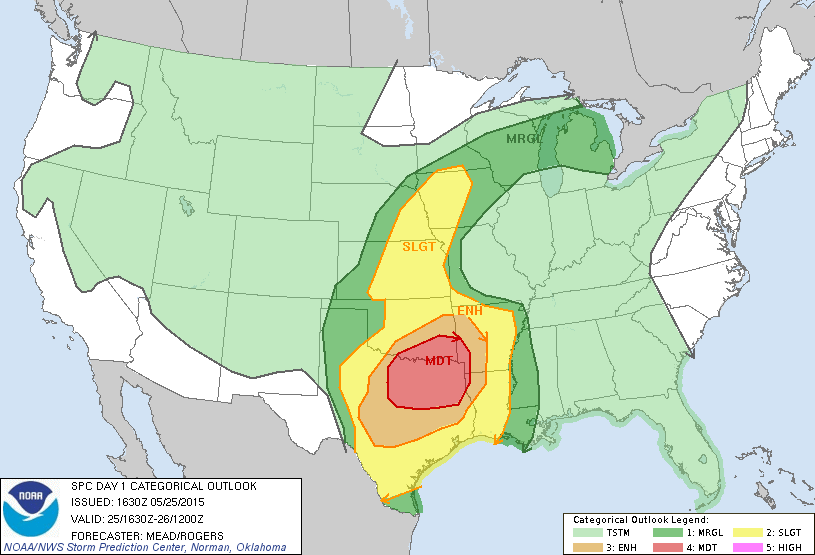 MRGL
SLGT
ENH
MDT
SPC DAY 1 CATEGORICAL OUTLOOK
ISSUED: 1630Z 05/25/2015
VALID: 25/1630Z-26/1200Z
FORECASTER: MEAD/ROGERS
NOAA/NWS Storm Prediction Center, Norman, Oklahoma
NOAA
Categorical Outlook Legend:
TSTM 1: MRGL 2: SLGT
3: ENH 4: MDT 5: HIGH